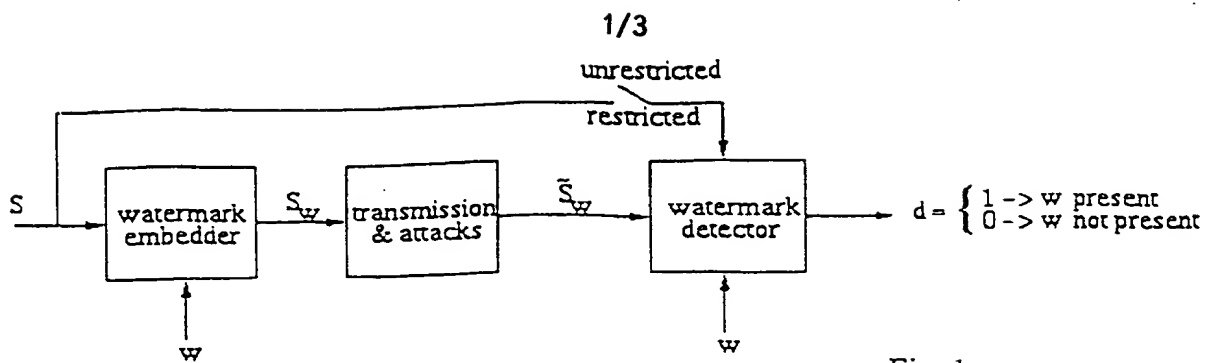 1/3
unrestricted
restricted
S
watermark
embedder
S_w
transmission
& attacks
S̃_w
watermark
detector
d = { 1 -> w present
0 -> w not present
w
w
Fig. 1